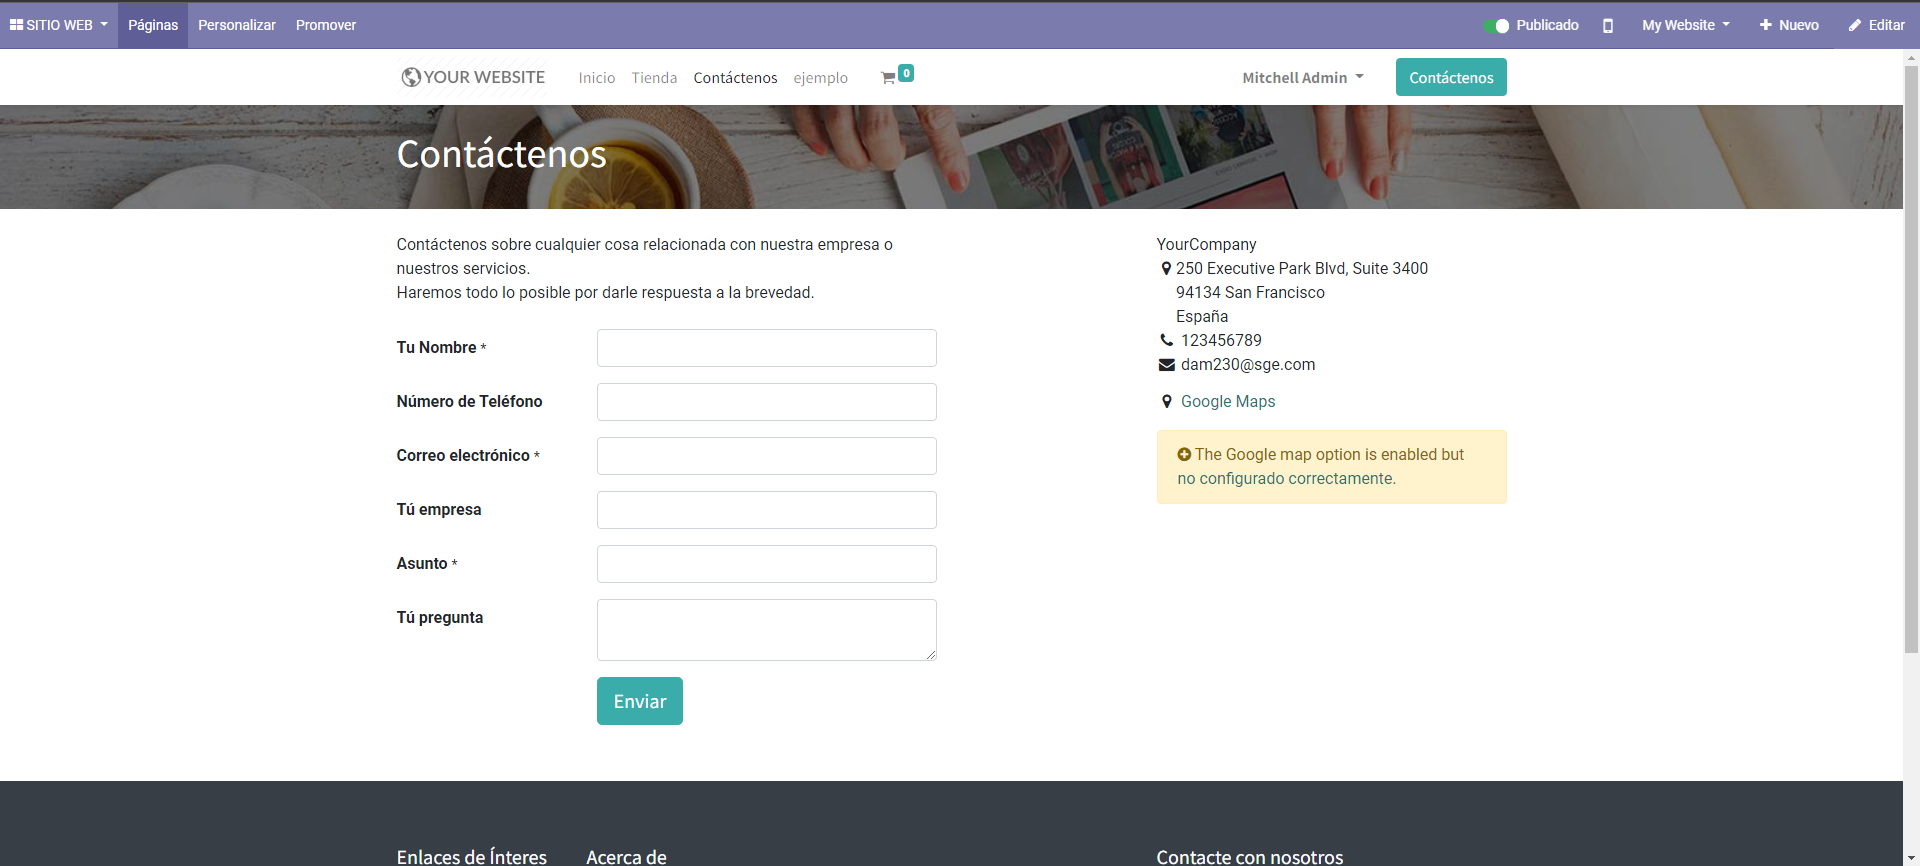 SITIO WEB
Páginas
Personalizar
Promover
Publicado
My Website
Nuevo
Editar
YOUR WEBSITE
Inicio
Tienda
Contáctenos
ejemplo
0
Mitchell Admin
Contáctenos
Contáctenos
Contáctenos sobre cualquier cosa relacionada con nuestra empresa o
nuestros servicios.
Haremos todo lo posible por darle respuesta a la brevedad.
Tu Nombre *
Número de Teléfono
Correo electrónico *
Tú empresa
Asunto *
Tú pregunta
Enviar
YourCompany
250 Executive Park Blvd, Suite 3400
94134 San Francisco
España
123456789
dam230@sge.com
Google Maps
The Google map option is enabled but
no configurado correctamente.
Enlaces de Ínteres
Acerca de
Contacte con nosotros